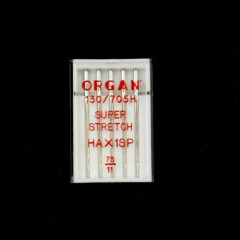 ORGAN
130/705H
SUPER
STRETCH
HAX1SP
75
11